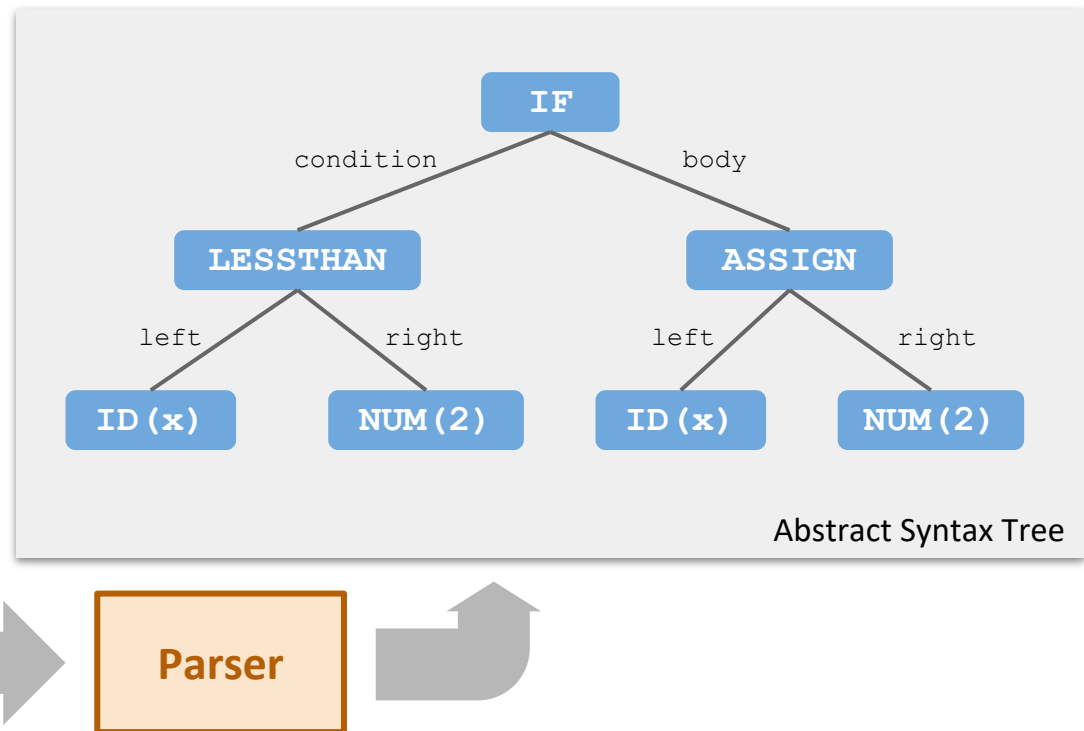 IF
condition body
LESSTHAN ASSIGN
left right left right
ID(x) NUM(2) ID(x) NUM(2)
Abstract Syntax Tree
Parser